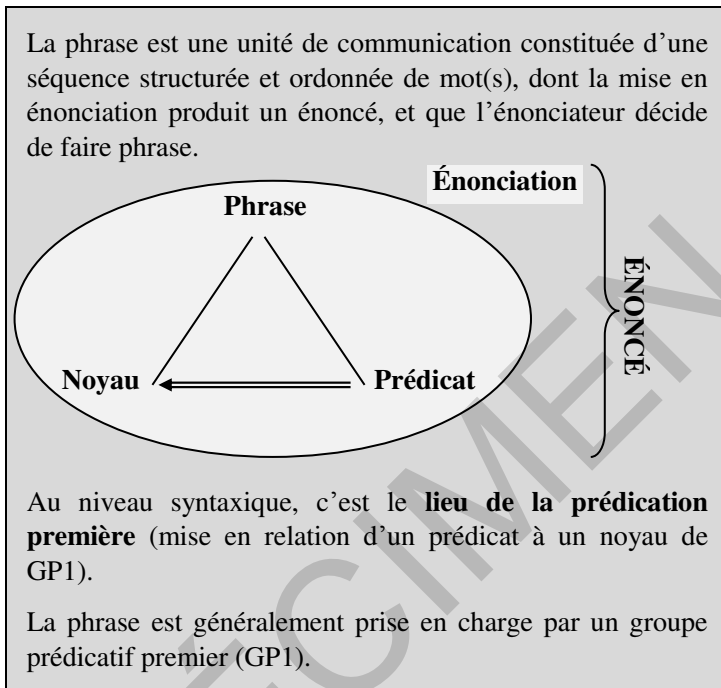 La phrase est une unité de communication constituée d’une
séquence structurée et ordonnée de mot(s), dont la mise en
énonciation produit un énoncé, et que l’énonciateur décide
de faire phrase.
Énonciation
Phrase
ÉNONCÉ
Noyau
Prédicat
Au niveau syntaxique, c’est le lieu de la prédication
première (mise en relation d’un prédicat à un noyau de
GP1).
La phrase est généralement prise en charge par un groupe
prédicatif premier (GP1).
ÉCIMEN